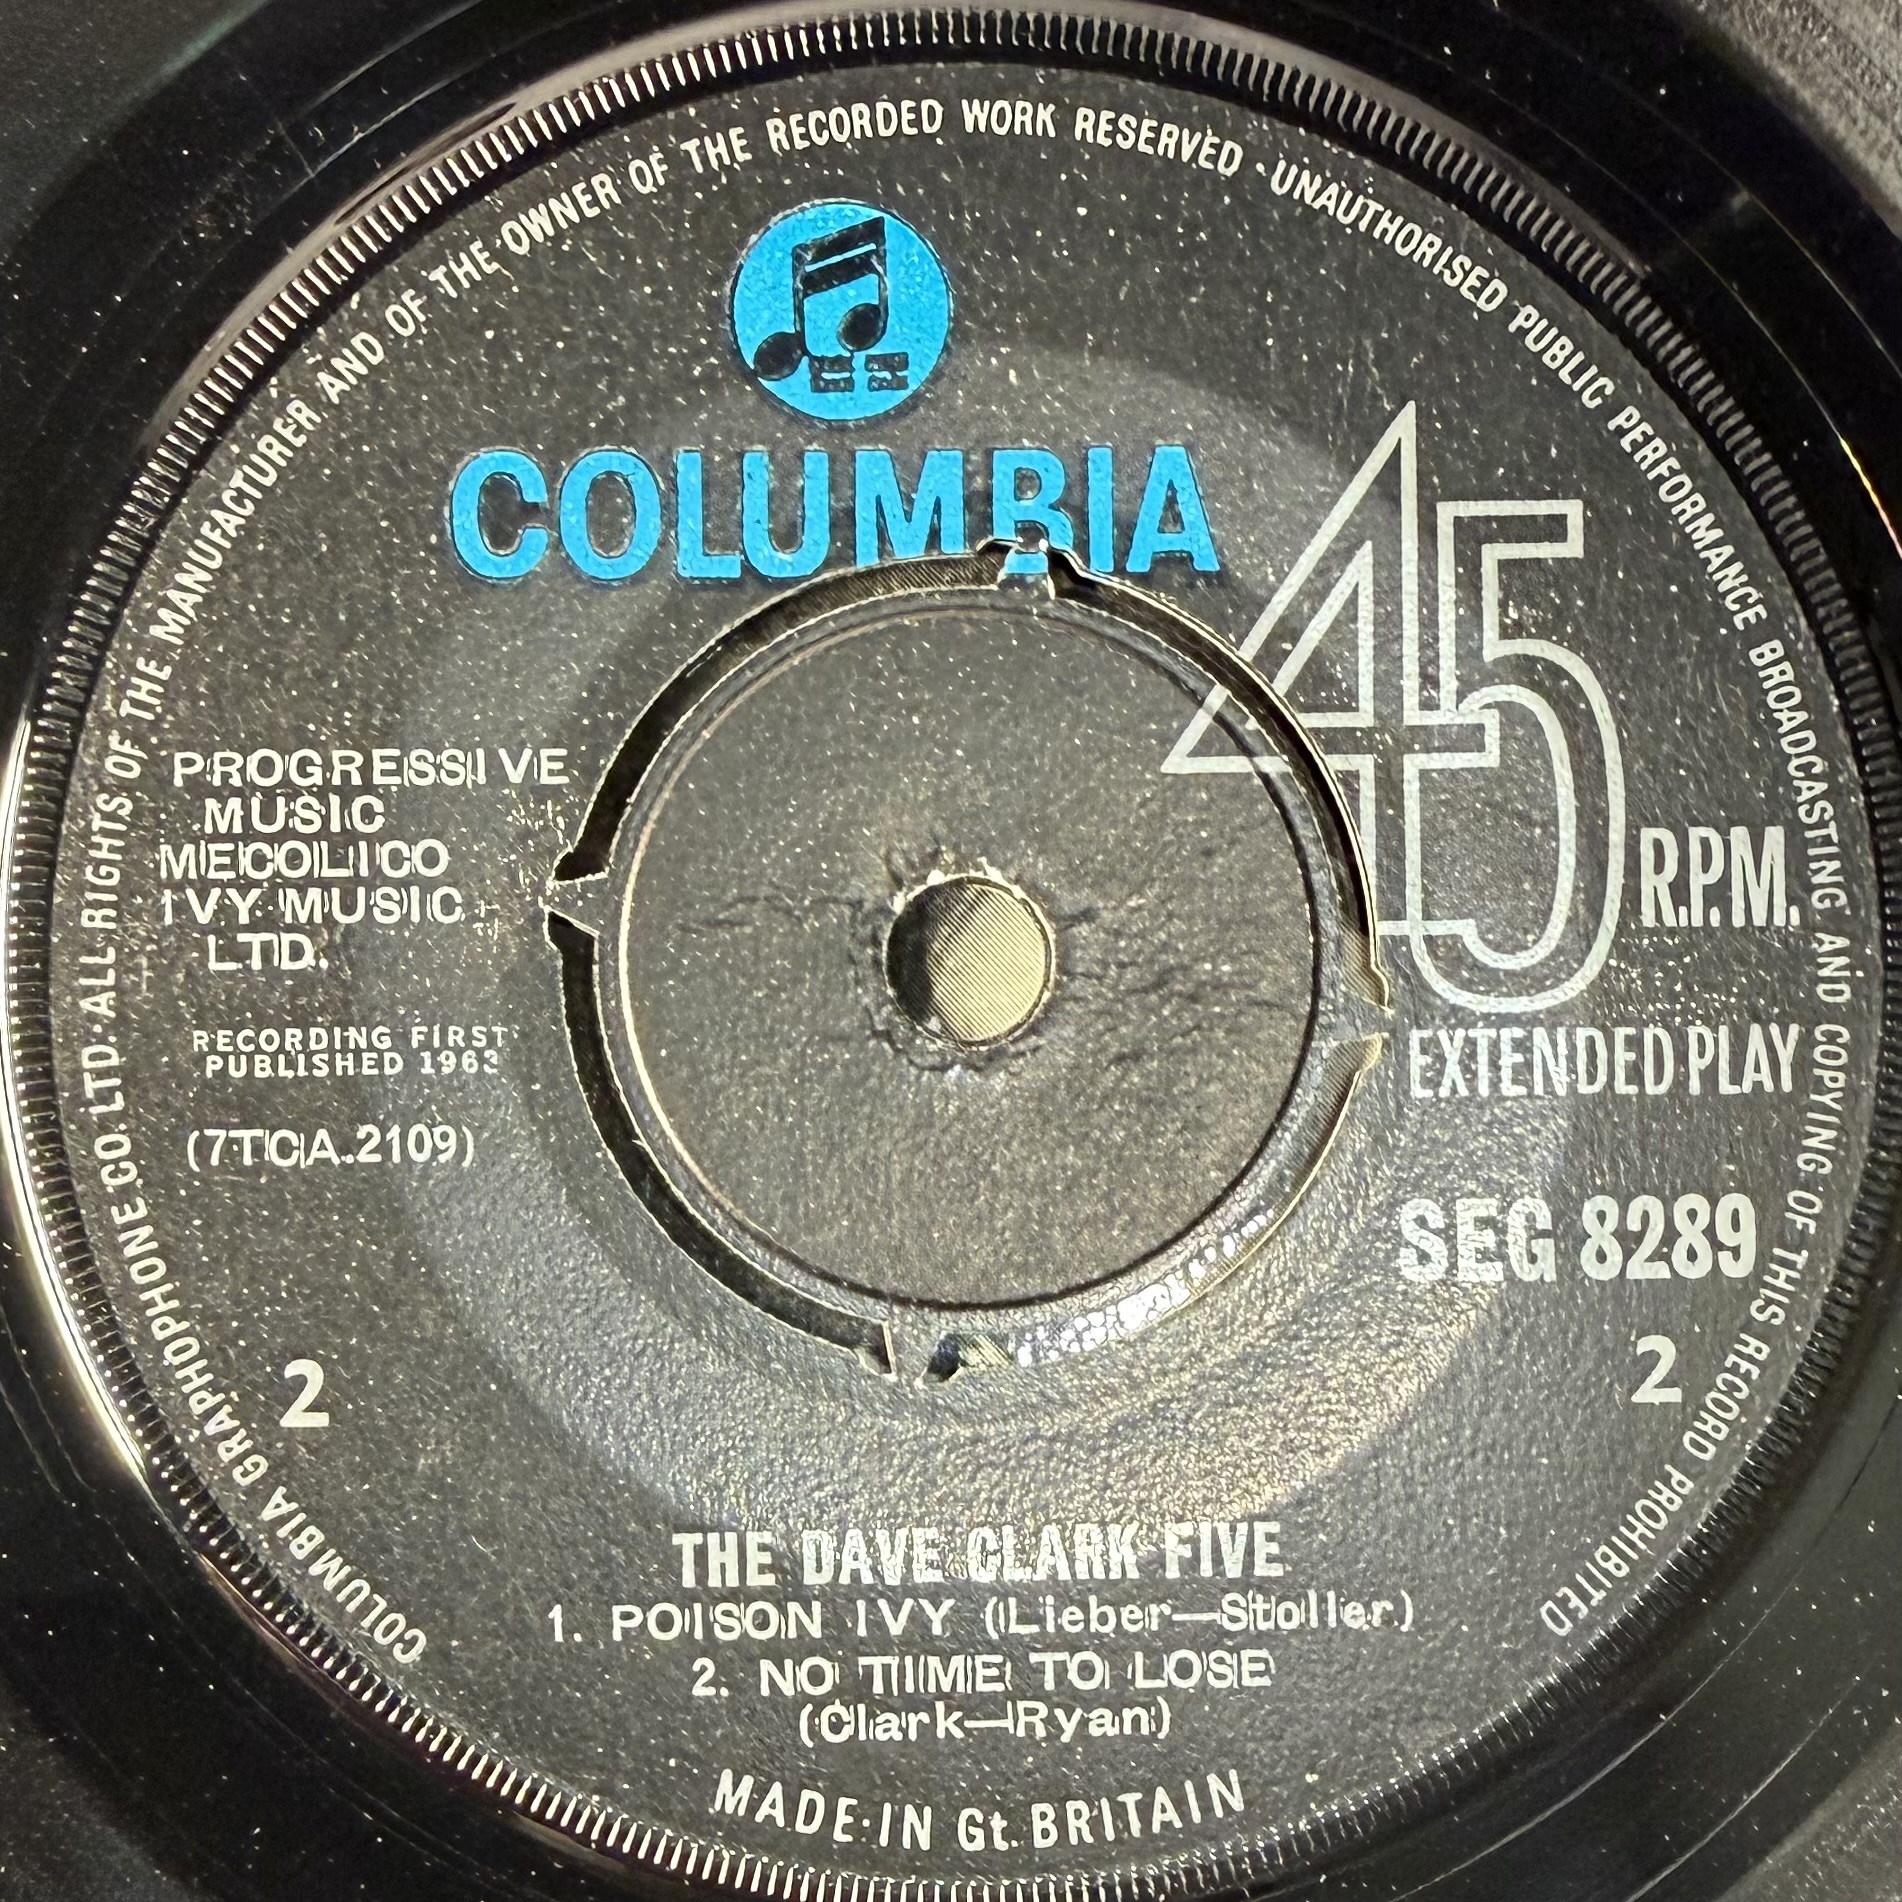 COLUMBIA GRAPHOPHONE CO. LTD. · ALL RIGHTS OF THE MANUFACTURER AND OF THE OWNER OF THE RECORDED WORK RESERVED · UNAUTHORISED PUBLIC PERFORMANCE BROADCASTING AND COPYING OF THIS RECORD PROHIBITED
COLUMBIA
45
R.P.M.
EXTENDED PLAY
PROGRESSIVE
MUSIC
MECOLICO
IVY MUSIC
LTD.
RECORDING FIRST
PUBLISHED 1963
(7TCA.2109)
SEG 8289
2
2
THE DAVE CLARK FIVE
1. POISON IVY (Lieber—Stoller)
2. NO TIME TO LOSE
(Clark—Ryan)
MADE IN Gt. BRITAIN